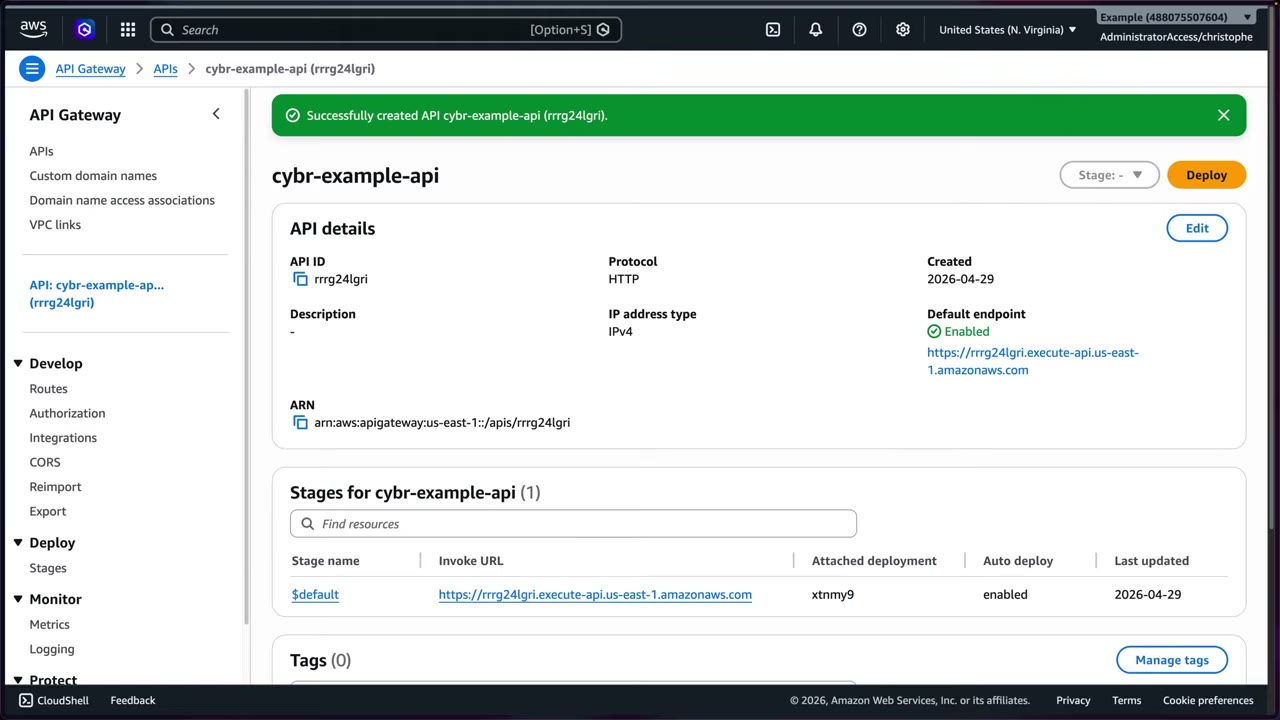 aws
Search
[Option+S]
United States (N. Virginia)
Example (488075507604)
AdministratorAccess/christophe
API Gateway
APIs
cybr-example-api (rrrg24lgri)
API Gateway
APIs
Custom domain names
Domain name access associations
VPC links
API: cybr-example-ap...
(rrrg24lgri)
Develop
Routes
Authorization
Integrations
CORS
Reimport
Export
Deploy
Stages
Monitor
Metrics
Logging
Protect
Successfully created API cybr-example-api (rrrg24lgri).
cybr-example-api
Stage: -
Deploy
API details
Edit
API ID
rrrg24lgri
Protocol
HTTP
Created
2026-04-29
Description
-
IP address type
IPv4
Default endpoint
Enabled
https://rrrg24lgri.execute-api.us-east-
1.amazonaws.com
ARN
arn:aws:apigateway:us-east-1::/apis/rrrg24lgri
Stages for cybr-example-api (1)
Find resources
Stage name Invoke URL Attached deployment Auto deploy Last updated
$default https://rrrg24lgri.execute-api.us-east-1.amazonaws.com xtnmy9 enabled 2026-04-29
Tags (0)
Manage tags
CloudShell
Feedback
© 2026, Amazon Web Services, Inc. or its affiliates.
Privacy
Terms
Cookie preferences